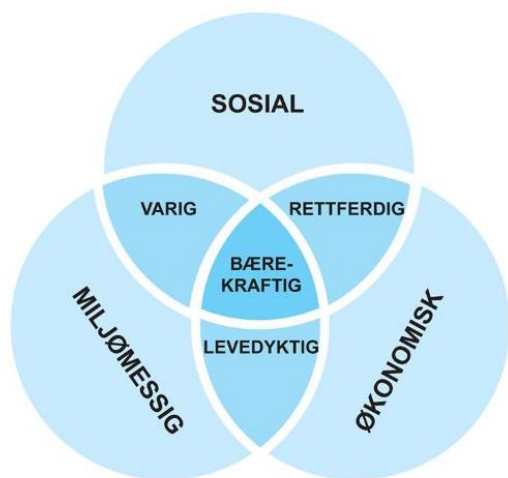 SOSIAL
VARIG
RETTFERDIG
BÆRE-
KRAFTIG
LEVEDYKTIG
MILJØMESSIG
ØKONOMISK